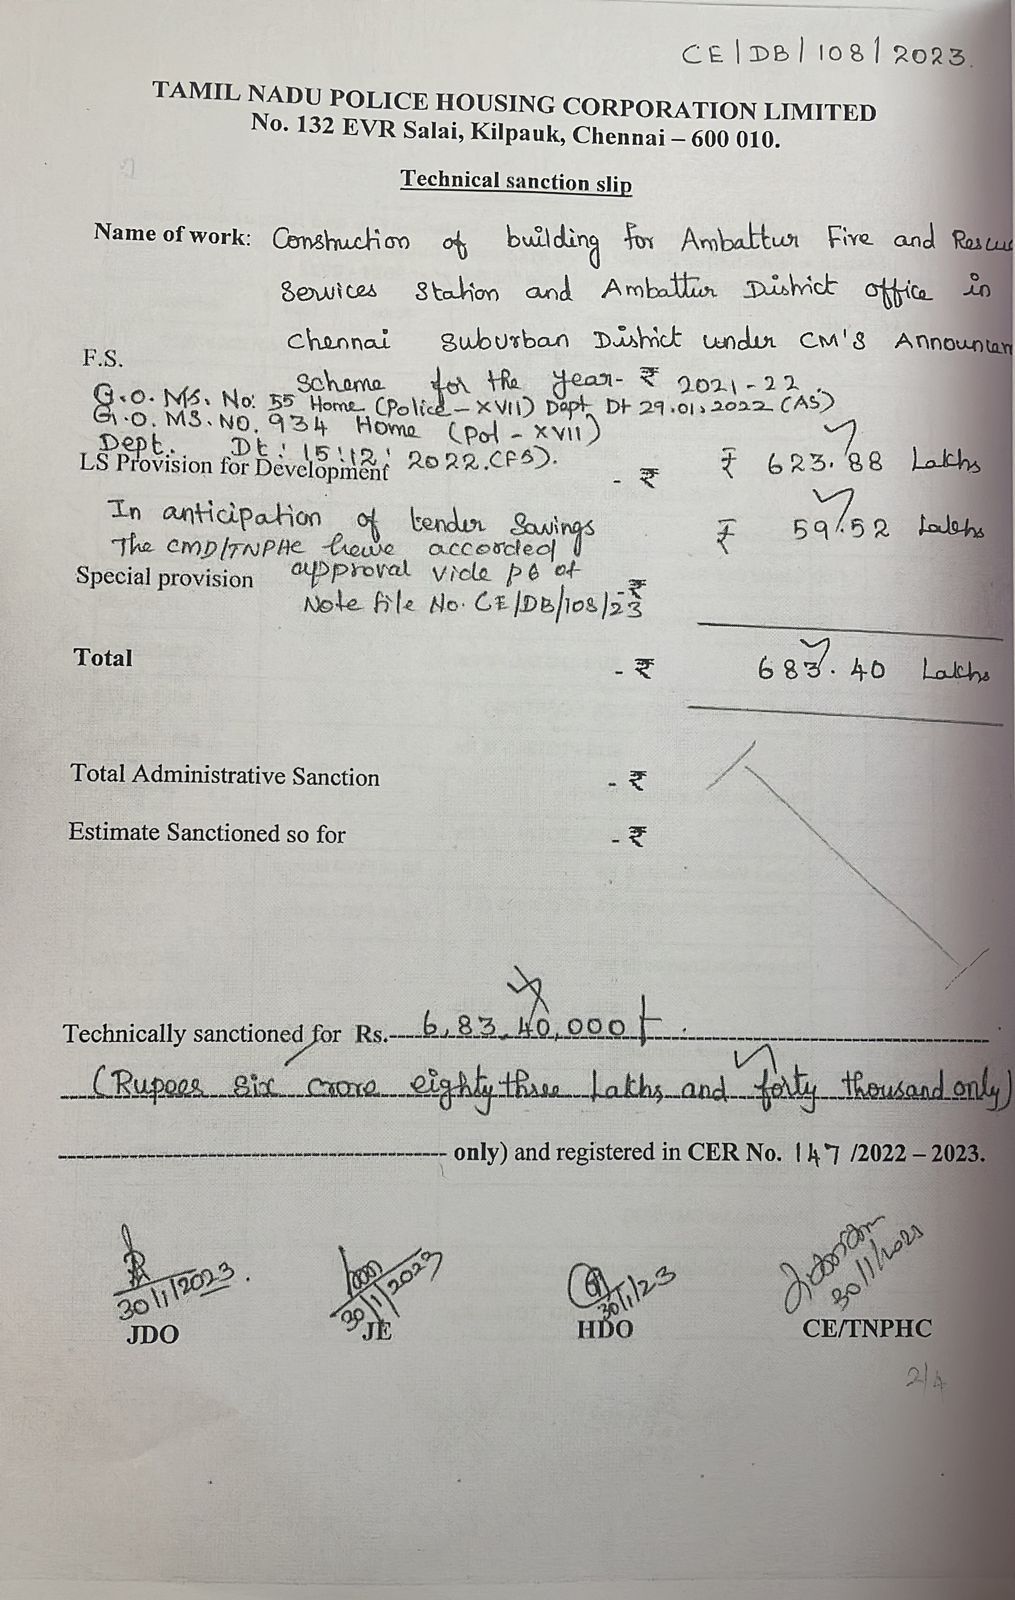 CE/DB/108/2023.
TAMIL NADU POLICE HOUSING CORPORATION LIMITED
No. 132 EVR Salai, Kilpauk, Chennai – 600 010.
Technical sanction slip
Name of work: Construction of building for Ambattur Fire and Rescue
Services Station and Ambattur District office in
Chennai Suburban District under CM'S Announcem
Scheme for the year- ₹ 2021-22.
F.S.
G.O. MS. No: 55 Home (Police-XVII) Dept Dt 29.01.2022 (AS)
G.O. MS. NO. 934 Home (Pol - XVII)
Dept. Dt: 15.12.2022.(FS).
₹ 623.88 Lakhs
LS Provision for Development - ₹
In anticipation of tender Savings ₹ 59.52 Lakhs
The CMD/TNPHC have accorded
approval vide P6 of
Special provision - ₹
Note file No. CE/DB/108/23
Total - ₹ 683.40 Lakhs
Total Administrative Sanction - ₹
Estimate Sanctioned so for - ₹
Technically sanctioned for Rs. 6,83,40,000/-
(Rupees Six crore eighty three Lakhs and forty thousand only)
only) and registered in CER No. 147 /2022 – 2023.
30/1/2023. 30/1/2023 30/1/23 30/1/2023
JDO JE HDO CE/TNPHC
2/4